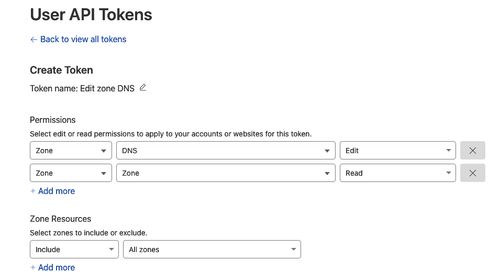 User API Tokens
← Back to view all tokens
Create Token
Token name: Edit zone DNS
Permissions
Select edit or read permissions to apply to your accounts or websites for this token.
Zone DNS Edit
Zone Zone Read
+ Add more
Zone Resources
Select zones to include or exclude.
Include All zones
+ Add more